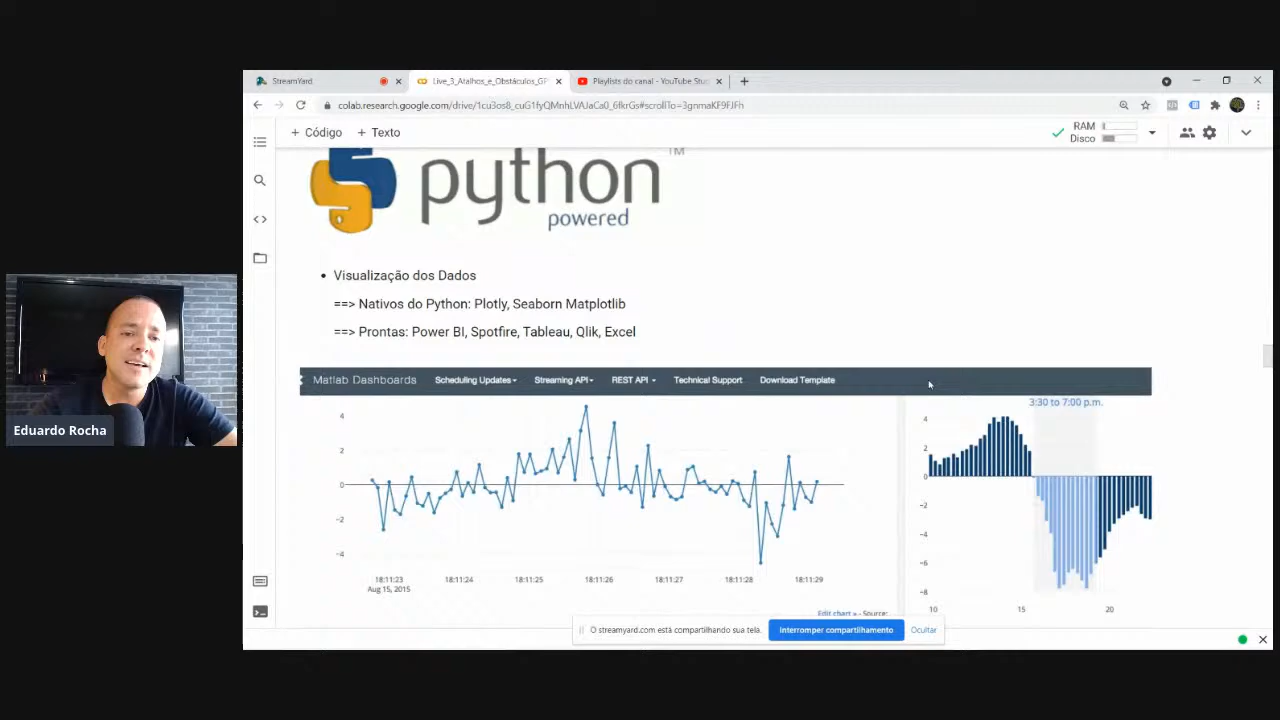 StreamYard
Live_3_Atalhos_e_Obstáculos_GP
Playlists do canal - YouTube Stu
colab.research.google.com/drive/1cu3os8_cuG1fyQMnhLVAJaCa0_6fkrGs#scrollTo=3gnmaKF9FJFh
+ Código + Texto
RAM
Disco
python
TM
powered
• Visualização dos Dados
==> Nativos do Python: Plotly, Seaborn Matplotlib
==> Prontas: Power BI, Spotfire, Tableau, Qlik, Excel
Matlab Dashboards Scheduling Updates Streaming API REST API Technical Support Download Template
4
2
0
−2
−4
18:11:23 18:11:24 18:11:25 18:11:26 18:11:27 18:11:28 18:11:29
Aug 15, 2015
Edit chart » - Source:
3:30 to 7:00 p.m.
4
2
0
−2
−4
−6
−8
10 15 20
O streamyard.com está compartilhando sua tela.
Interromper compartilhamento
Ocultar
Eduardo Rocha